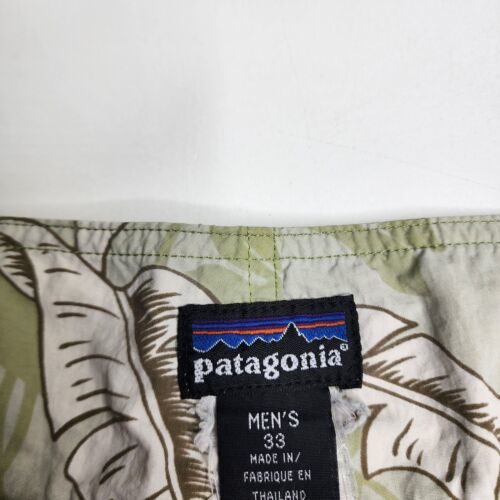 patagonia®
MEN'S
33
MADE IN/
FABRIQUE EN
THAILAND